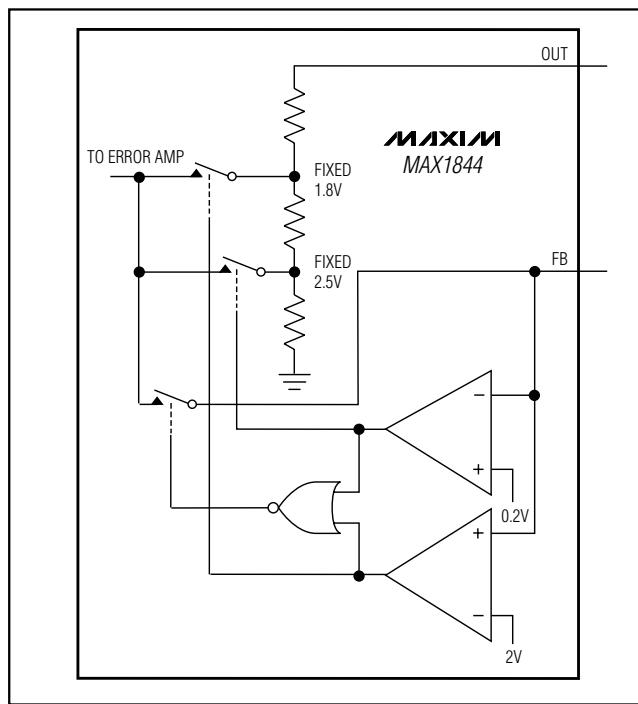 OUT
MAXIM
MAX1844
TO ERROR AMP
FIXED
1.8V
FIXED
2.5V
FB
−
+
0.2V
+
−
2V